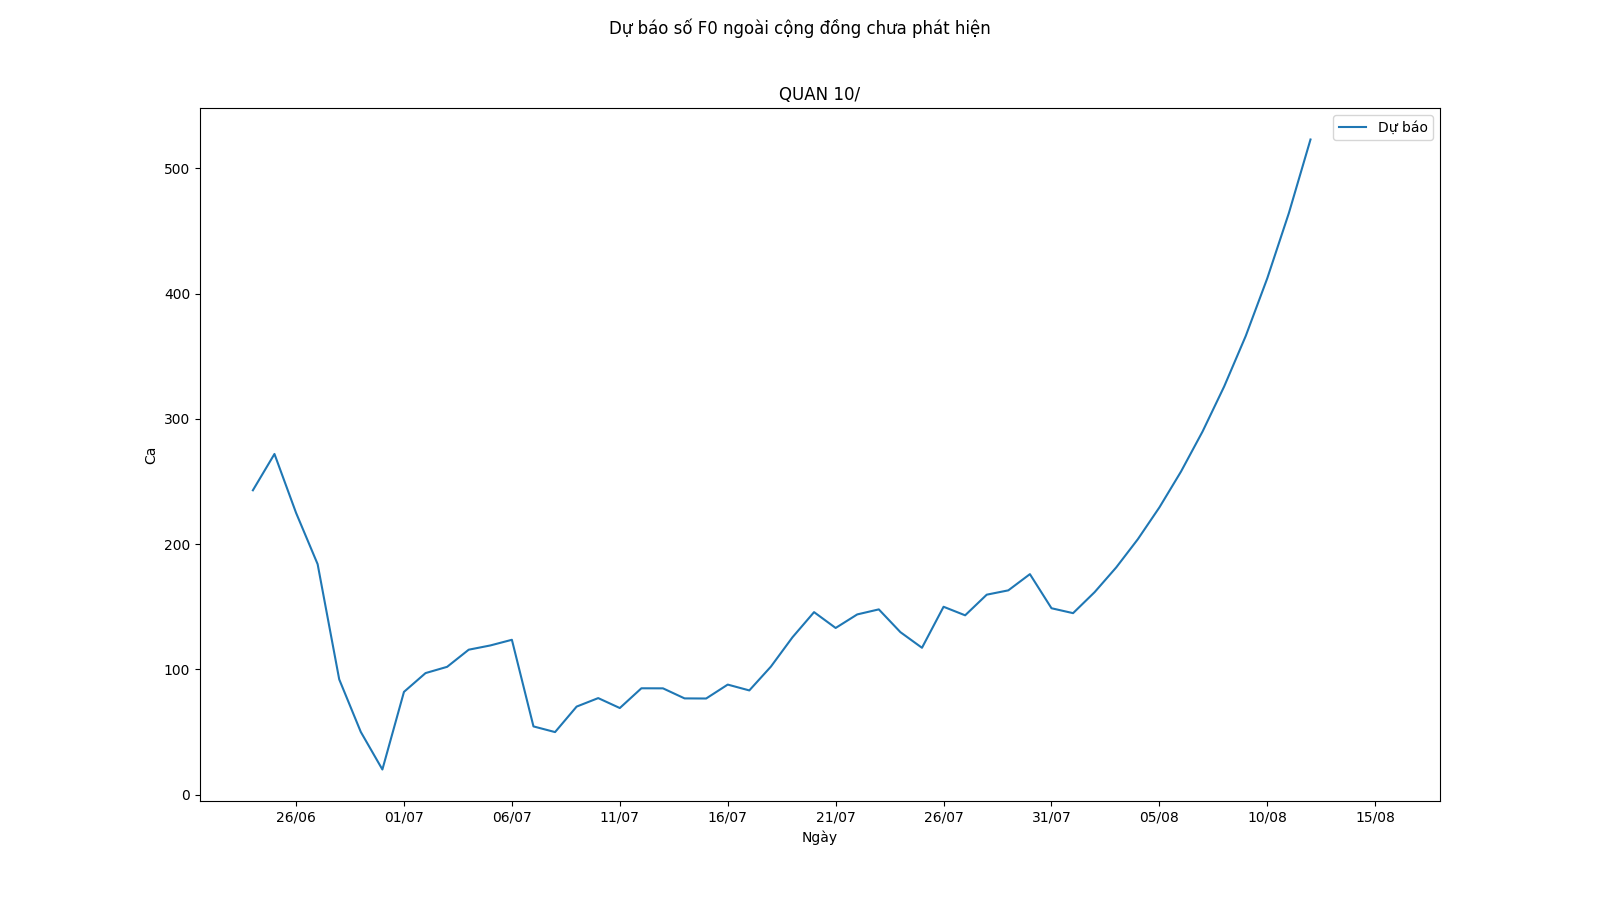 Dự báo số F0 ngoài cộng đồng chưa phát hiện
QUAN 10/
Dự báo
500
400
300
200
100
0
Ca
26/06 01/07 06/07 11/07 16/07 21/07 26/07 31/07 05/08 10/08 15/08
Ngày